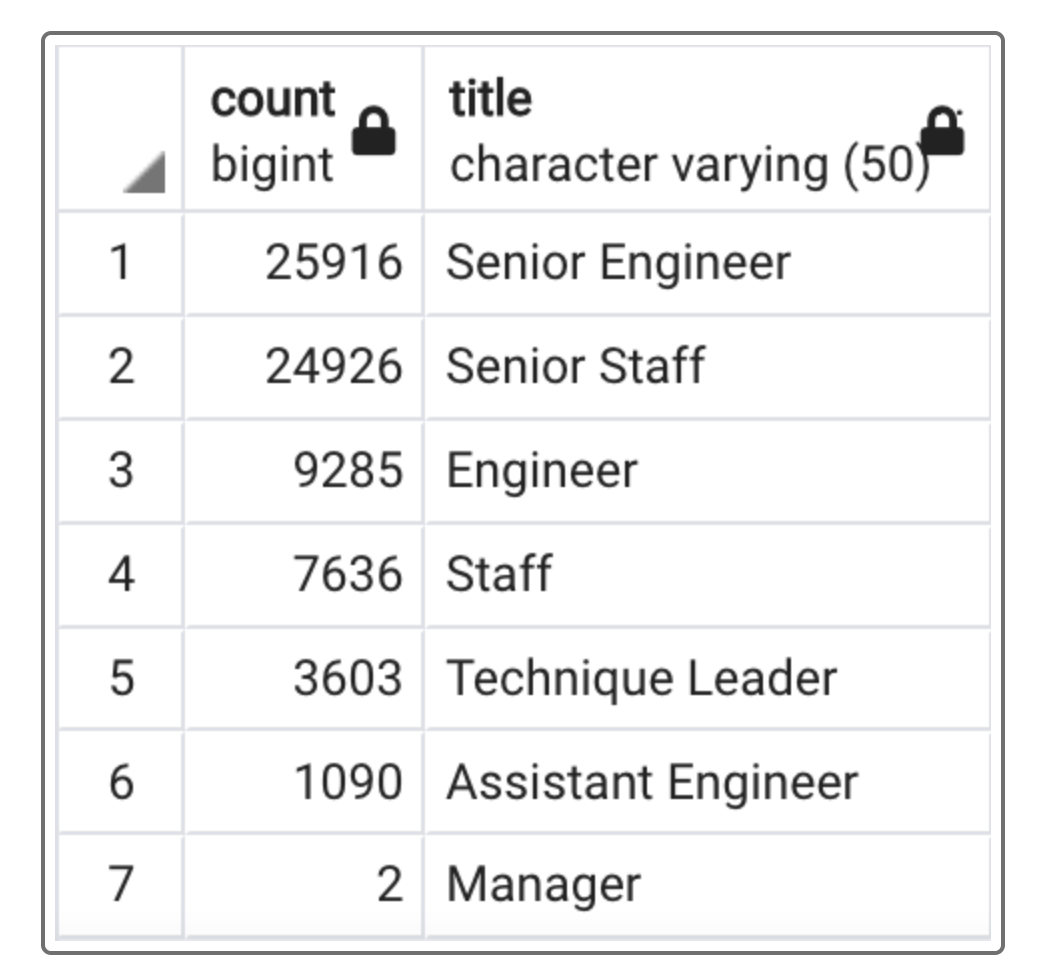 count title
bigint character varying (50)
1 25916 Senior Engineer
2 24926 Senior Staff
3 9285 Engineer
4 7636 Staff
5 3603 Technique Leader
6 1090 Assistant Engineer
7 2 Manager